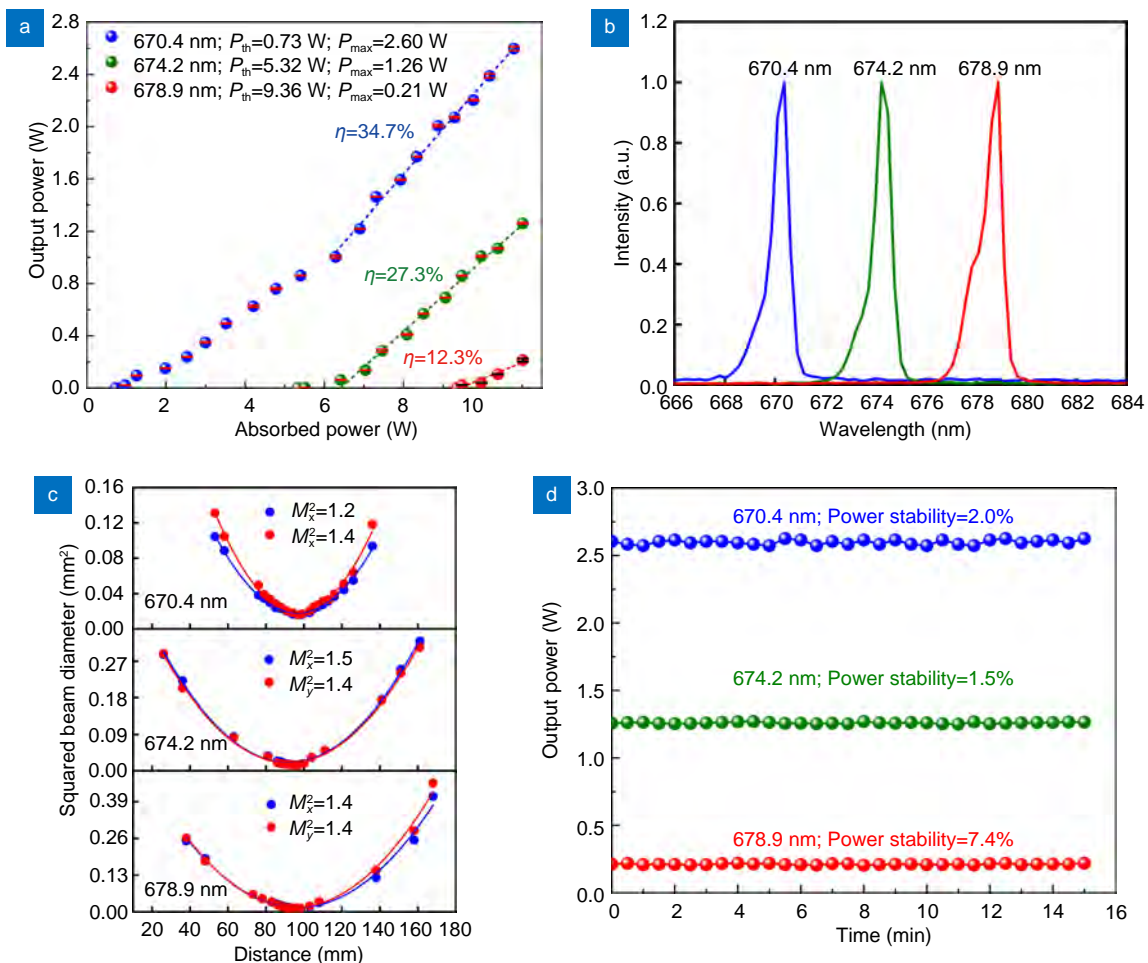 a
2.8
2.4
2.0
1.6
1.2
0.8
0.4
0.0
Output power (W)
670.4 nm; Pth=0.73 W; Pmax=2.60 W
674.2 nm; Pth=5.32 W; Pmax=1.26 W
678.9 nm; Pth=9.36 W; Pmax=0.21 W
η=34.7%
η=27.3%
η=12.3%
0 2 4 6 8 10
Absorbed power (W)
b
1.2
1.0
0.8
0.6
0.4
0.2
0.0
Intensity (a.u.)
670.4 nm 674.2 nm 678.9 nm
666 668 670 672 674 676 678 680 682 684
Wavelength (nm)
c
0.16
0.12
0.08
0.04
0.00
M²x=1.2
M²x=1.4
670.4 nm
0.27
0.18
0.09
0.00
M²x=1.5
M²y=1.4
674.2 nm
0.39
0.26
0.13
0.00
M²x=1.4
M²y=1.4
678.9 nm
Squared beam diameter (mm²)
20 40 60 80 100 120 140 160 180
Distance (mm)
d
3.0
2.5
2.0
1.5
1.0
0.5
0.0
Output power (W)
670.4 nm; Power stability=2.0%
674.2 nm; Power stability=1.5%
678.9 nm; Power stability=7.4%
0 2 4 6 8 10 12 14 16
Time (min)